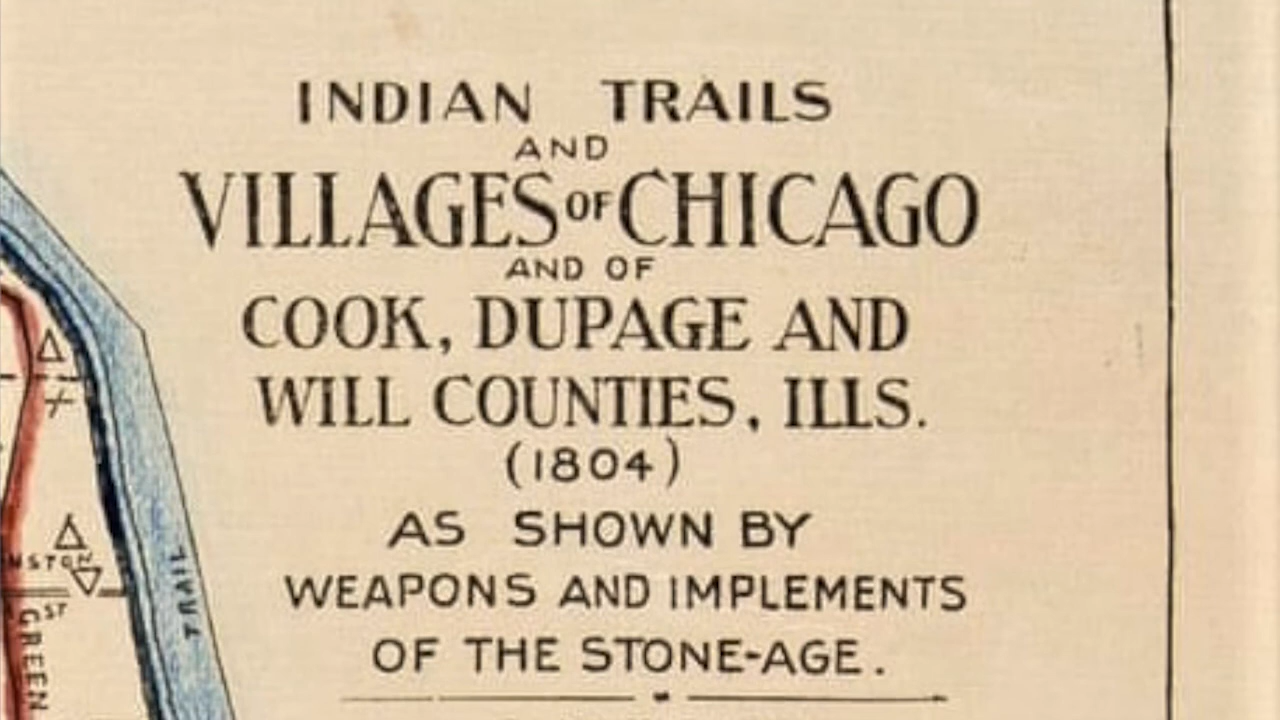 INDIAN TRAILS
AND
VILLAGES OF CHICAGO
AND OF
COOK, DUPAGE AND
WILL COUNTIES, ILLS.
(1804)
AS SHOWN BY
WEAPONS AND IMPLEMENTS
OF THE STONE-AGE.
NSTON
ST
GREEN